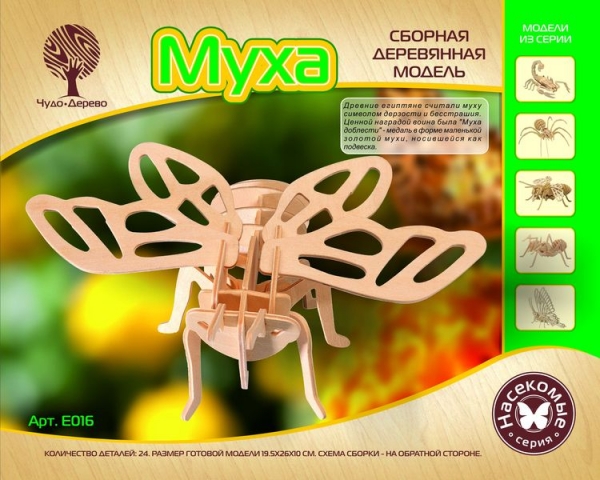 Чудо•Дерево
Муха
СБОРНАЯ
ДЕРЕВЯННАЯ
МОДЕЛЬ
МОДЕЛИ
ИЗ СЕРИИ
Древние египтяне считали муху
символом дерзости и бесстрашия.
Ценной наградой воина была "Муха
доблести" - медаль в форме маленькой
золотой мухи, носившейся как
подвеска.
Арт. Е016
Насекомые
серия
КОЛИЧЕСТВО ДЕТАЛЕЙ: 24. РАЗМЕР ГОТОВОЙ МОДЕЛИ 19.5X26X10 СМ. СХЕМА СБОРКИ - НА ОБРАТНОЙ СТОРОНЕ.